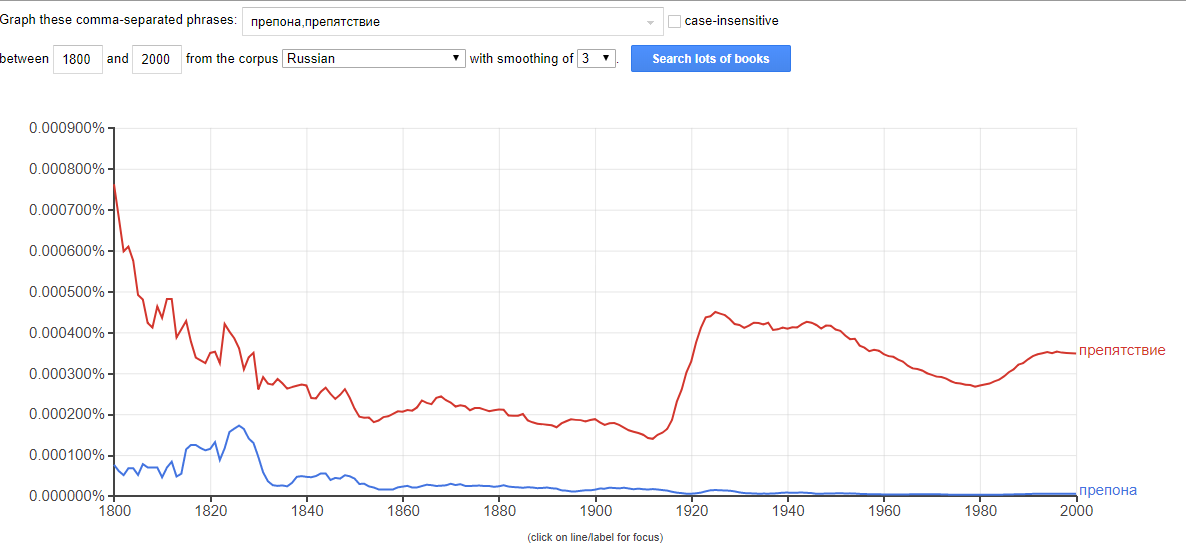 Graph these comma-separated phrases: препона,препятствие case-insensitive
between 1800 and 2000 from the corpus Russian with smoothing of 3 . Search lots of books
0.000900%
0.000800%
0.000700%
0.000600%
0.000500%
0.000400%
препятствие
0.000300%
0.000200%
0.000100%
0.000000%
препона
1800 1820 1840 1860 1880 1900 1920 1940 1960 1980 2000
(click on line/label for focus)